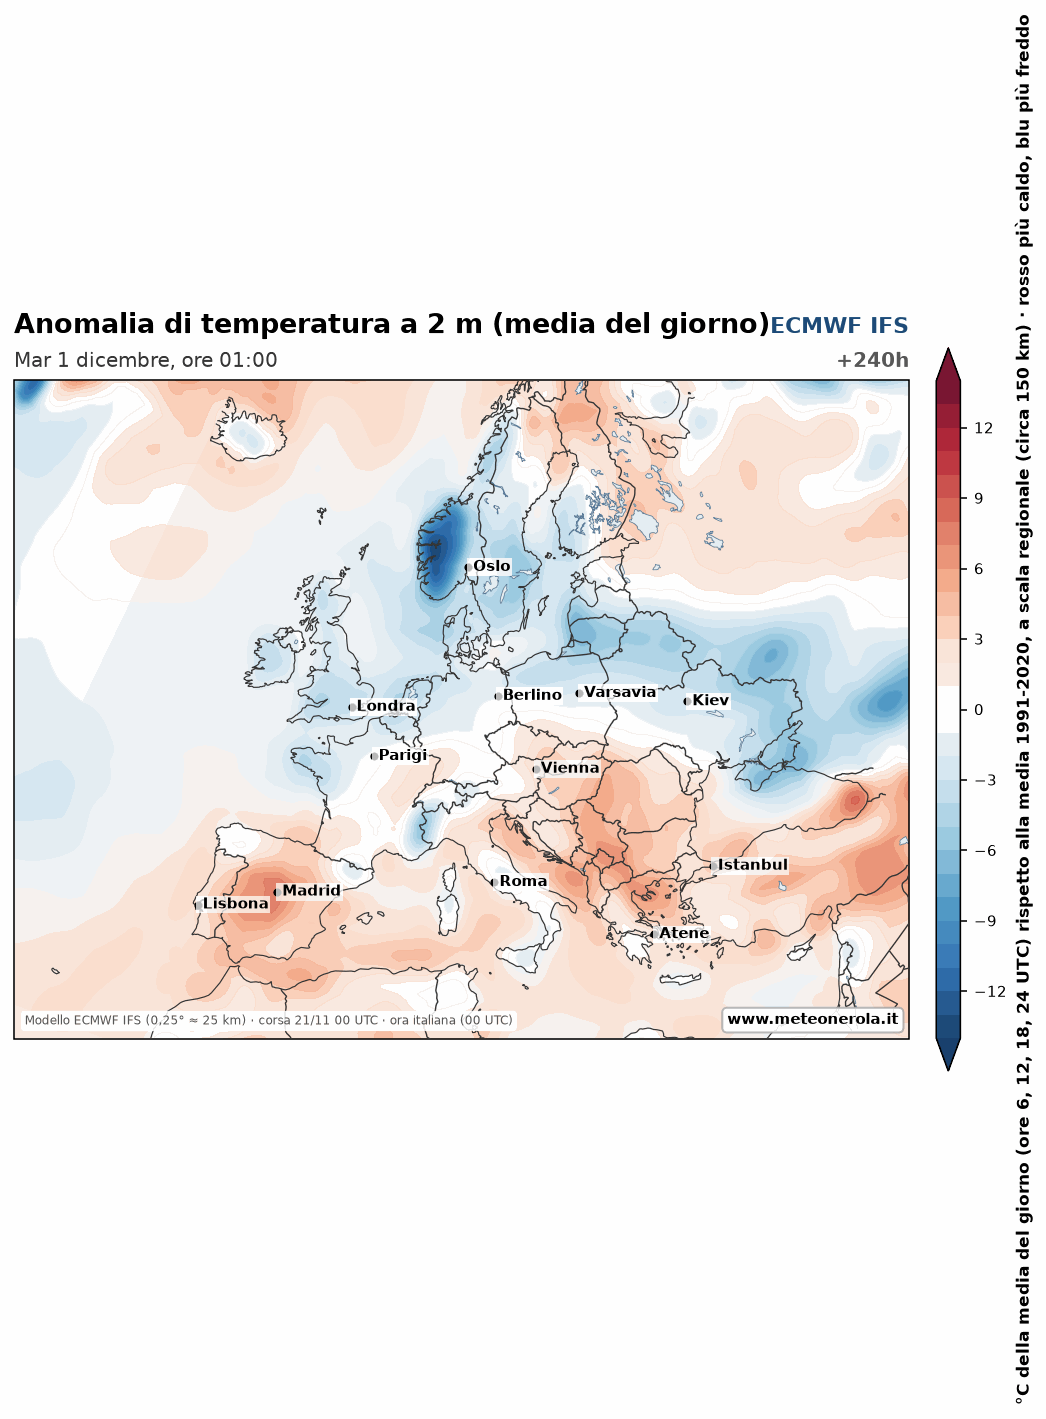 Anomalia di temperatura a 2 m (media del giorno)
ECMWF IFS
Mar 1 dicembre, ore 01:00
+240h
Oslo
Londra
Berlino
Varsavia
Kiev
Parigi
Vienna
Istanbul
Roma
Madrid
Lisbona
Atene
Modello ECMWF IFS (0,25° ≈ 25 km) · corsa 21/11 00 UTC · ora italiana (00 UTC)
www.meteonerola.it
12
9
6
3
0
−3
−6
−9
−12
°C della media del giorno (ore 6, 12, 18, 24 UTC) rispetto alla media 1991-2020, a scala regionale (circa 150 km) · rosso più caldo, blu più freddo